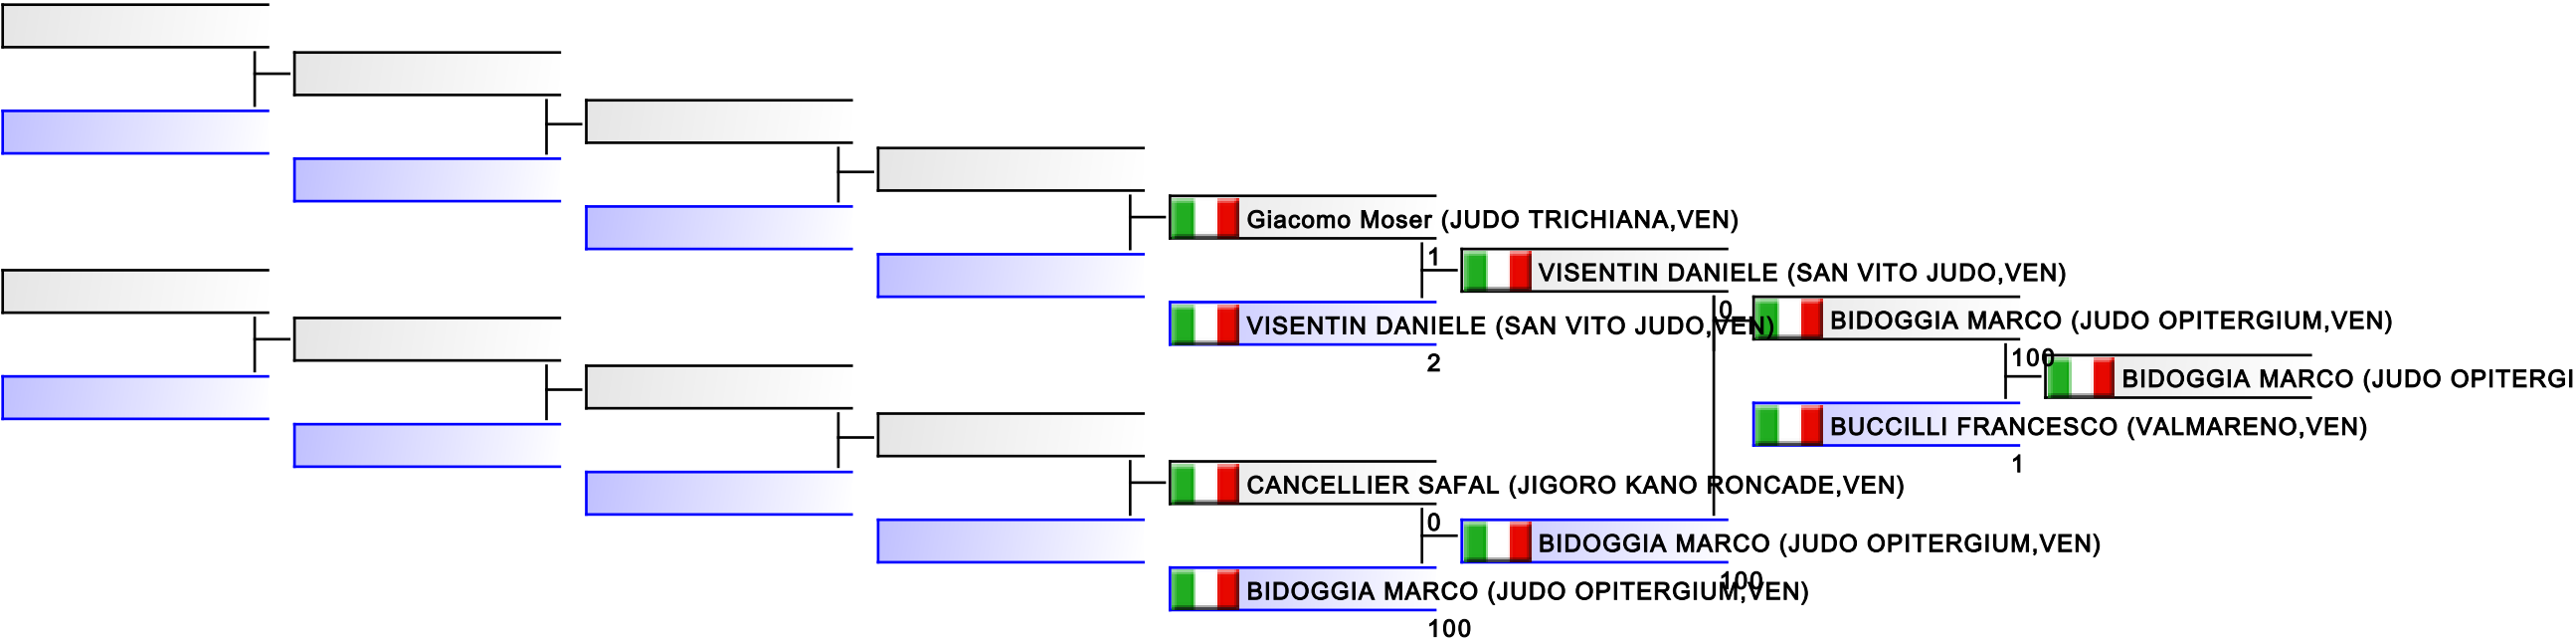 Giacomo Moser (JUDO TRICHIANA,VEN)
1
VISENTIN DANIELE (SAN VITO JUDO,VEN)
0
BIDOGGIA MARCO (JUDO OPITERGIUM,VEN)
VISENTIN DANIELE (SAN VITO JUDO,VEN)
2
100
BIDOGGIA MARCO (JUDO OPITERGI
BUCCILLI FRANCESCO (VALMARENO,VEN)
1
CANCELLIER SAFAL (JIGORO KANO RONCADE,VEN)
0
BIDOGGIA MARCO (JUDO OPITERGIUM,VEN)
100
BIDOGGIA MARCO (JUDO OPITERGIUM,VEN)
100